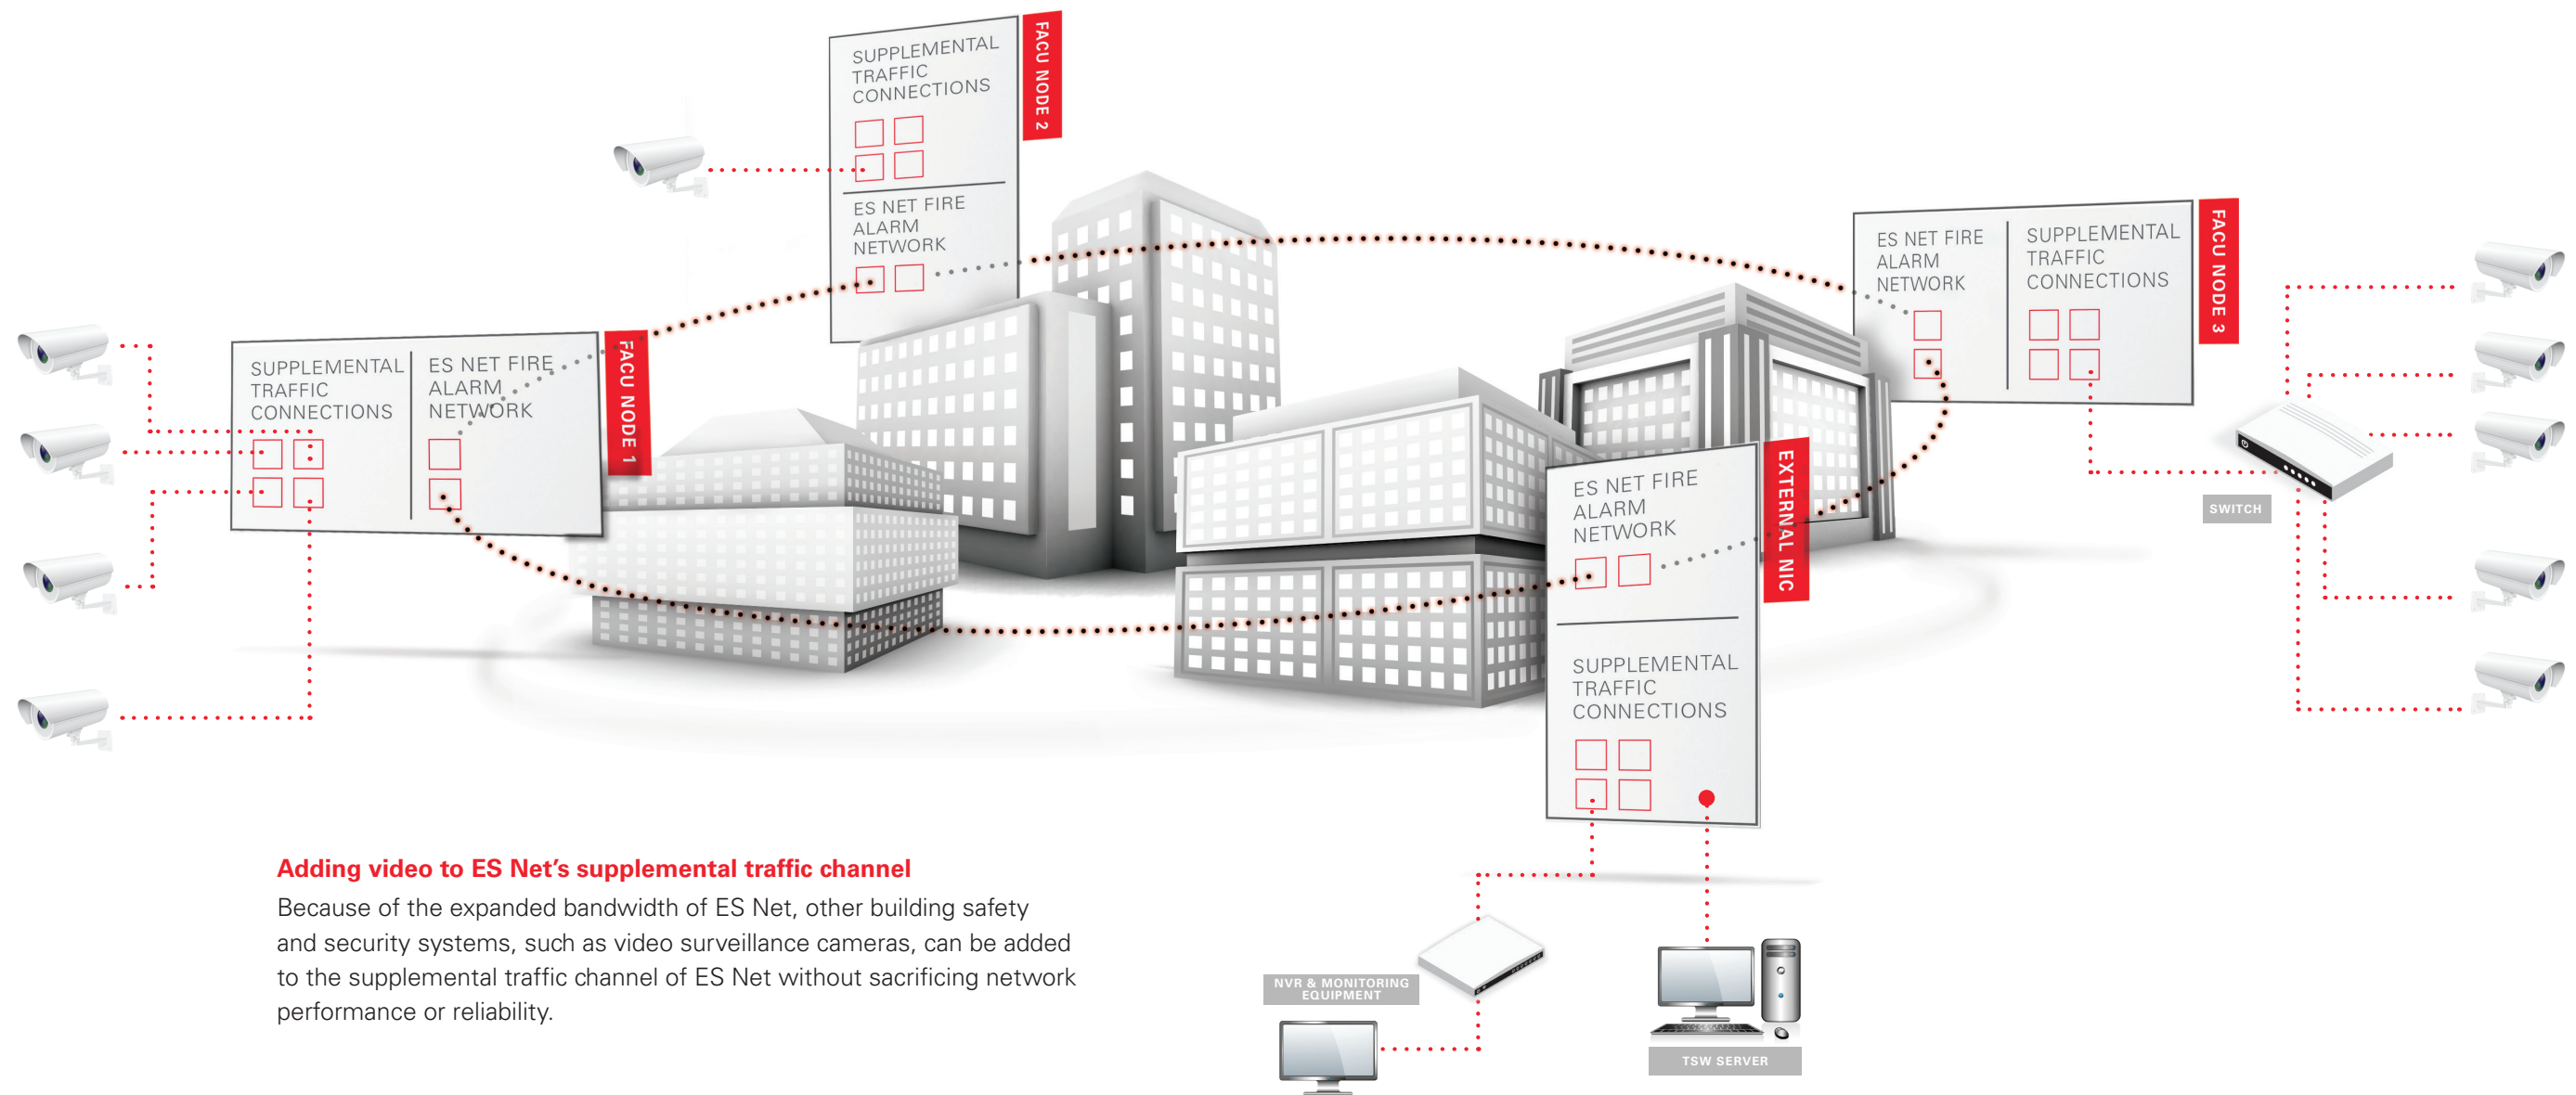 SUPPLEMENTAL
TRAFFIC
CONNECTIONS
ES NET FIRE
ALARM
NETWORK
FACU NODE 2
SUPPLEMENTAL
TRAFFIC
CONNECTIONS
ES NET FIRE
ALARM
NETWORK
FACU NODE 1
ES NET FIRE
ALARM
NETWORK
SUPPLEMENTAL
TRAFFIC
CONNECTIONS
FACU NODE 3
SWITCH
ES NET FIRE
ALARM
NETWORK
SUPPLEMENTAL
TRAFFIC
CONNECTIONS
EXTERNAL NIC
Adding video to ES Net’s supplemental traffic channel
Because of the expanded bandwidth of ES Net, other building safety
and security systems, such as video surveillance cameras, can be added
to the supplemental traffic channel of ES Net without sacrificing network
performance or reliability.
NVR & MONITORING
EQUIPMENT
TSW SERVER